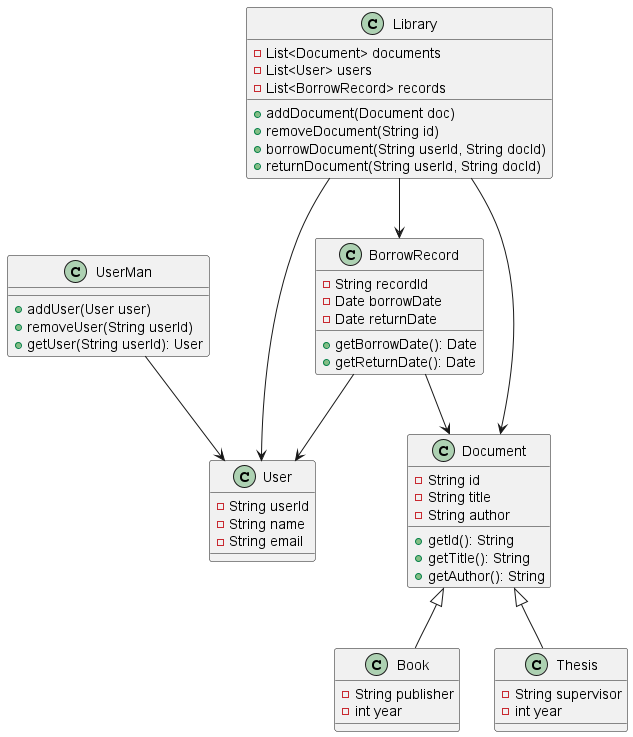 C Library
List<Document> documents
List<User> users
List<BorrowRecord> records
addDocument(Document doc)
removeDocument(String id)
borrowDocument(String userId, String docId)
returnDocument(String userId, String docId)
C UserMan
addUser(User user)
removeUser(String userId)
getUser(String userId): User
C BorrowRecord
String recordId
Date borrowDate
Date returnDate
getBorrowDate(): Date
getReturnDate(): Date
C User
String userId
String name
String email
C Document
String id
String title
String author
getId(): String
getTitle(): String
getAuthor(): String
C Book
String publisher
int year
C Thesis
String supervisor
int year